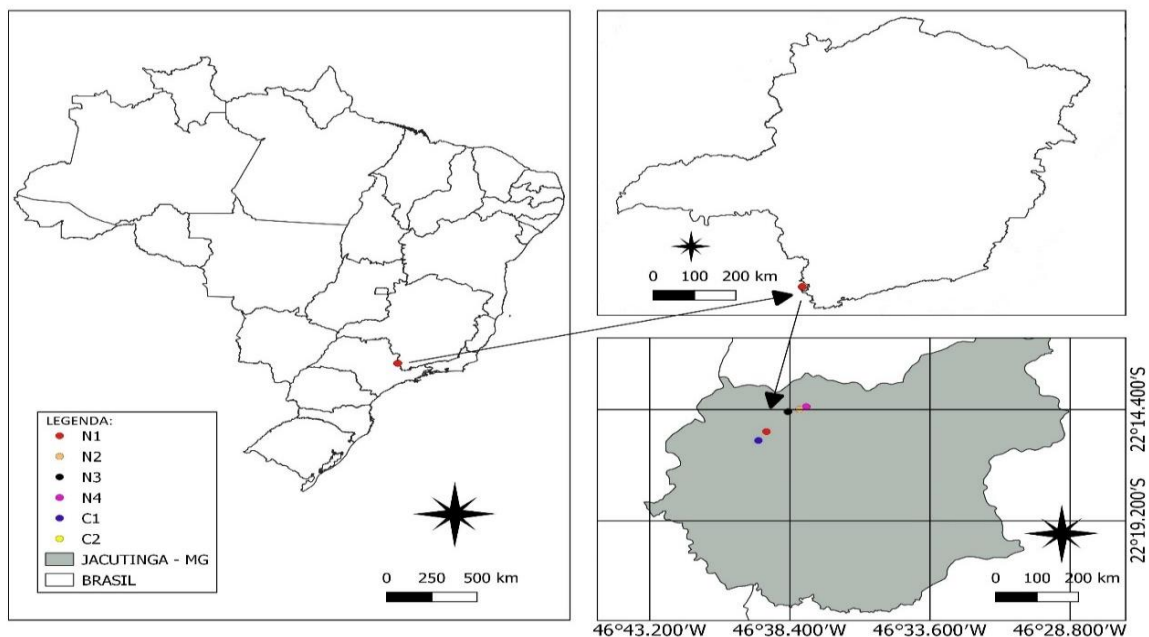 LEGENDA:
N1
N2
N3
N4
C1
C2
JACUTINGA - MG
BRASIL
0 250 500 km
0 100 200 km
22°14.400'S
22°19.200'S
0 100 200 km
46°43.200'W 46°38.400'W 46°33.600'W 46°28.800'W